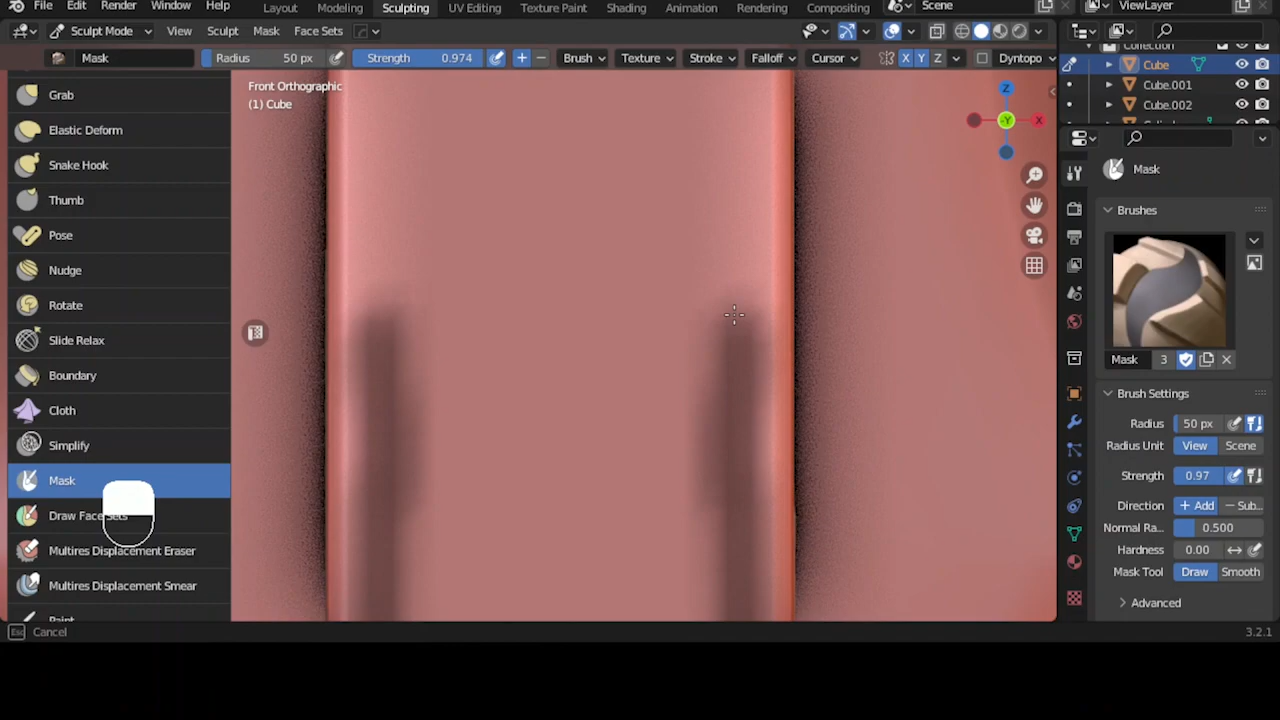 File Edit Render Window Help Layout Modeling Sculpting UV Editing Texture Paint Shading Animation Rendering Compositing Scene ViewLayer
Sculpt Mode View Sculpt Mask Face Sets
Mask Radius 50 px Strength 0.974 Brush Texture Stroke Falloff Cursor X Y Z Dyntopo
Collection
Cube
Cube.001
Cube.002
Front Orthographic
(1) Cube
Z
Y
X
Grab
Elastic Deform
Snake Hook
Thumb
Pose
Nudge
Rotate
Slide Relax
Boundary
Cloth
Simplify
Mask
Draw Face Sets
Multires Displacement Eraser
Multires Displacement Smear
Paint
Mask
Brushes
Mask 3
Brush Settings
Radius 50 px
Radius Unit View Scene
Strength 0.97
Direction + Add − Sub...
Normal Ra... 0.500
Hardness 0.00
Mask Tool Draw Smooth
Advanced
Esc Cancel 3.2.1